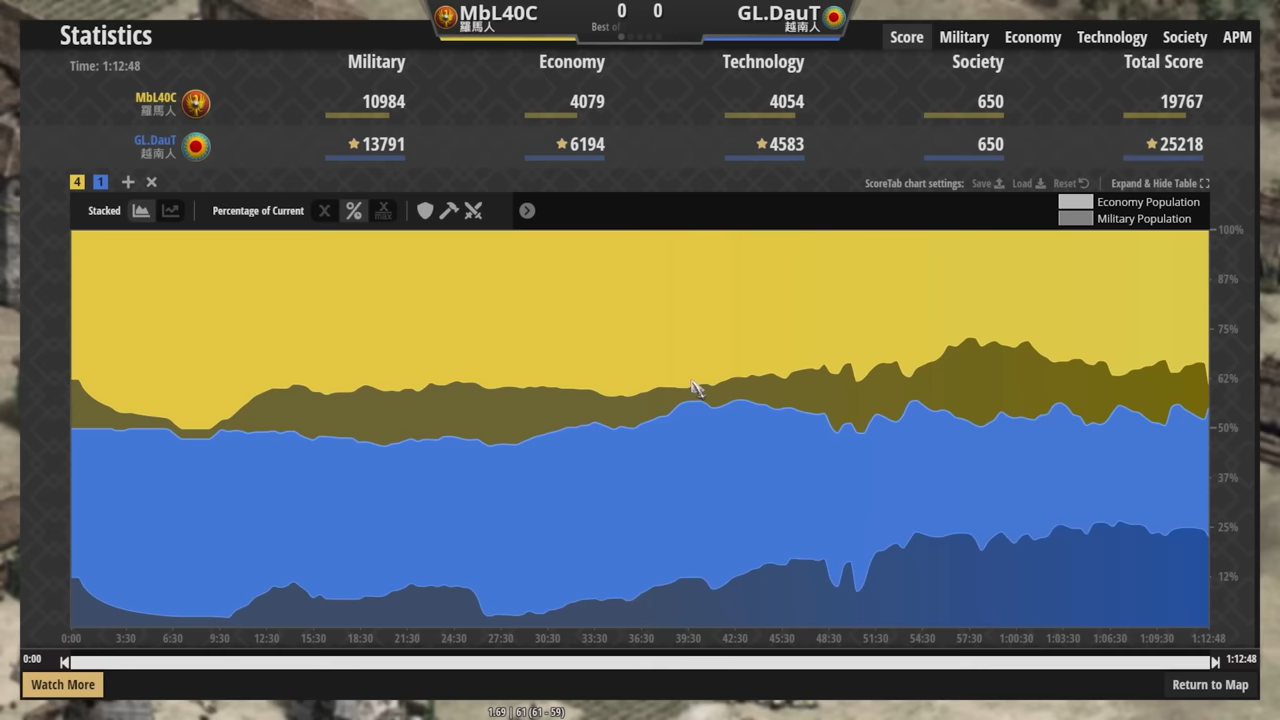 MbL40C 0 0 GL.DauT
羅馬人 Best of 越南人
Statistics
Score Military Economy Technology Society APM
Time: 1:12:48 Military Economy Technology Society Total Score
MbL40C 10984 4079 4054 650 19767
羅馬人
GL.DauT 13791 6194 4583 650 25218
越南人
4 1 ScoreTab chart settings: Save Load Reset Expand & Hide Table
Stacked Percentage of Current X % X max
Economy Population
Military Population
100%
87%
75%
62%
50%
37%
25%
12%
0:00 3:30 6:30 9:30 12:30 15:30 18:30 21:30 24:30 27:30 30:30 33:30 36:30 39:30 42:30 45:30 48:30 51:30 54:30 57:30 1:00:30 1:03:30 1:06:30 1:09:30 1:12:48
0:00 1:12:48
Watch More Return to Map
1.69 | 61 (61 - 59)